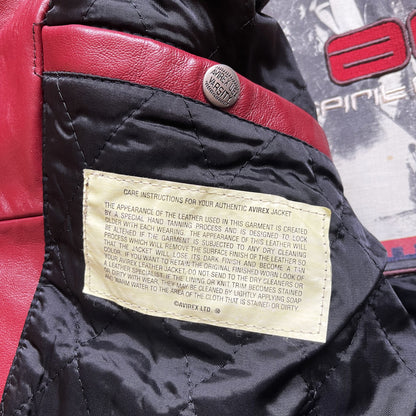 AVIREX
VARSITY
CARE INSTRUCTIONS FOR YOUR AUTHENTIC AVIREX JACKET
THE APPEARANCE OF THE LEATHER USED IN THIS GARMENT IS CREATED
BY A SPECIAL HAND TANNING PROCESS AND IS DESIGNED TO LOOK
OLDER WITH EACH WEARING. THE APPEARANCE OF THIS LEATHER WILL
BE ALTERED IF THE GARMENT IS SUBJECTED TO ANY DRY CLEANING
PROCESS WHICH WILL REMOVE THE SURFACE FINISH OF THE LEATHER SO
THAT THE JACKET WILL LOSE ITS DARK FINISH AND BECOME A TAN
COLOR. IF YOU WANT TO RETAIN THE ORIGINAL FINISHED WORN LOOK OF
YOUR AVIREX LEATHER JACKET, DO NOT SEND TO THE DRY CLEANERS OR
A LEATHER SPECIALIST. IF THE LINING OR KNIT TRIM BECOMES STAINED
OR DIRTY WITH WEAR, THEY MAY BE CLEANED BY LIGHTLY APPLYING SOAP
AND WARM WATER TO THE AREA OF THE CLOTH THAT IS STAINED OR DIRTY.
©AVIREX LTD.